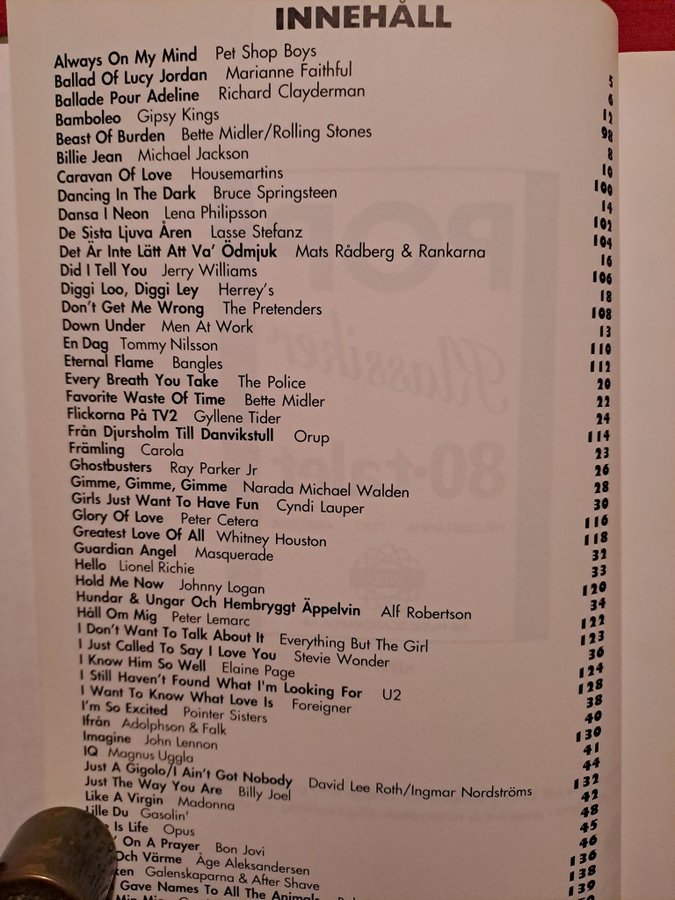 INNEHÅLL
Always On My Mind Pet Shop Boys 5
Ballad Of Lucy Jordan Marianne Faithful 6
Ballade Pour Adeline Richard Clayderman 12
Bamboleo Gipsy Kings 98
Beast Of Burden Bette Midler/Rolling Stones 8
Billie Jean Michael Jackson 10
Caravan Of Love Housemartins 100
Dancing In The Dark Bruce Springsteen 14
Dansa I Neon Lena Philipsson 102
De Sista Ljuva Åren Lasse Stefanz 104
Det Är Inte Lätt Att Va' Ödmjuk Mats Rådberg & Rankarna 16
Did I Tell You Jerry Williams 106
Diggi Loo, Diggi Ley Herrey's 18
Don't Get Me Wrong The Pretenders 108
Down Under Men At Work 13
En Dag Tommy Nilsson 110
Eternal Flame Bangles 112
Every Breath You Take The Police 20
Favorite Waste Of Time Bette Midler 22
Flickorna På TV2 Gyllene Tider 24
Från Djursholm Till Danvikstull Orup 114
Främling Carola 23
Ghostbusters Ray Parker Jr 26
Gimme, Gimme, Gimme Narada Michael Walden 28
Girls Just Want To Have Fun Cyndi Lauper 30
Glory Of Love Peter Cetera 116
Greatest Love Of All Whitney Houston 118
Guardian Angel Masquerade 32
Hello Lionel Richie 33
Hold Me Now Johnny Logan 120
Hundar & Ungar Och Hembryggt Äppelvin Alf Robertson 34
Håll Om Mig Peter Lemarc 122
I Don't Want To Talk About It Everything But The Girl 123
I Just Called To Say I Love You Stevie Wonder 36
I Know Him So Well Elaine Page 124
I Still Haven't Found What I'm Looking For U2 128
I Want To Know What Love Is Foreigner 38
I'm So Excited Pointer Sisters 40
Ifrån Adolphson & Falk 130
Imagine John Lennon 41
IQ Magnus Uggla 44
Just A Gigolo/I Ain't Got Nobody David Lee Roth/Ingmar Nordströms 132
Just The Way You Are Billy Joel 42
Like A Virgin Madonna 48
Lille Du Gasolin' 45
Is Life Opus 46
On A Prayer Bon Jovi 136
Och Värme Åge Aleksandersen 138
Galenskaparna & After Shave 139
Gave Names To All The Animals